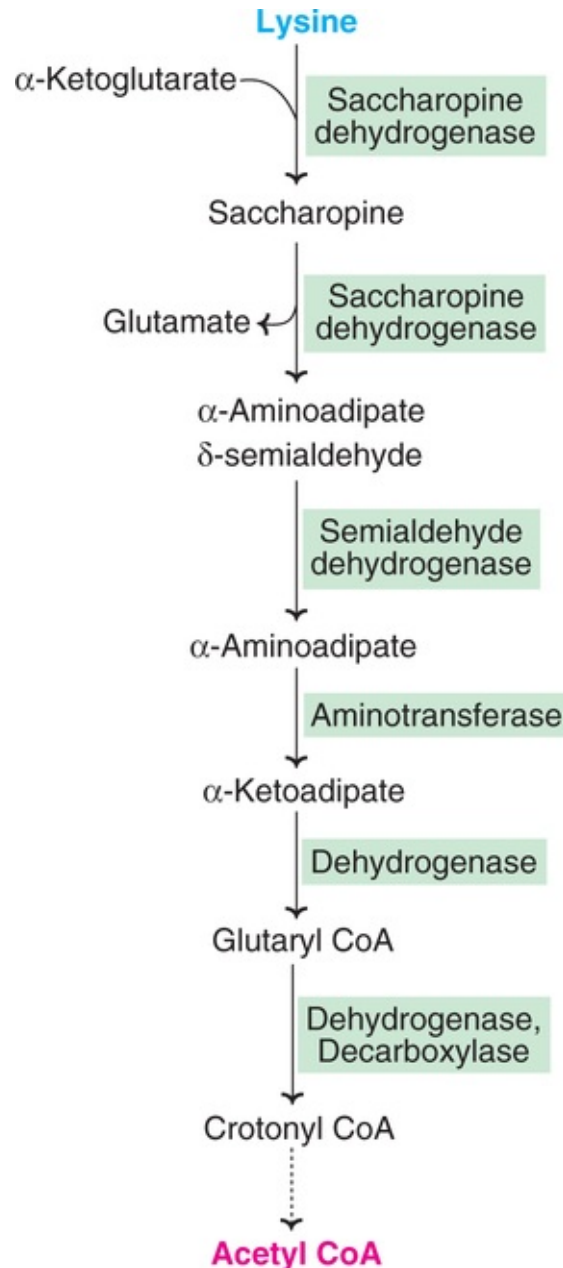 Lysine
α-Ketoglutarate
Saccharopine
dehydrogenase
Saccharopine
Saccharopine
dehydrogenase
Glutamate
α-Aminoadipate
δ-semialdehyde
Semialdehyde
dehydrogenase
α-Aminoadipate
Aminotransferase
α-Ketoadipate
Dehydrogenase
Glutaryl CoA
Dehydrogenase,
Decarboxylase
Crotonyl CoA
Acetyl CoA